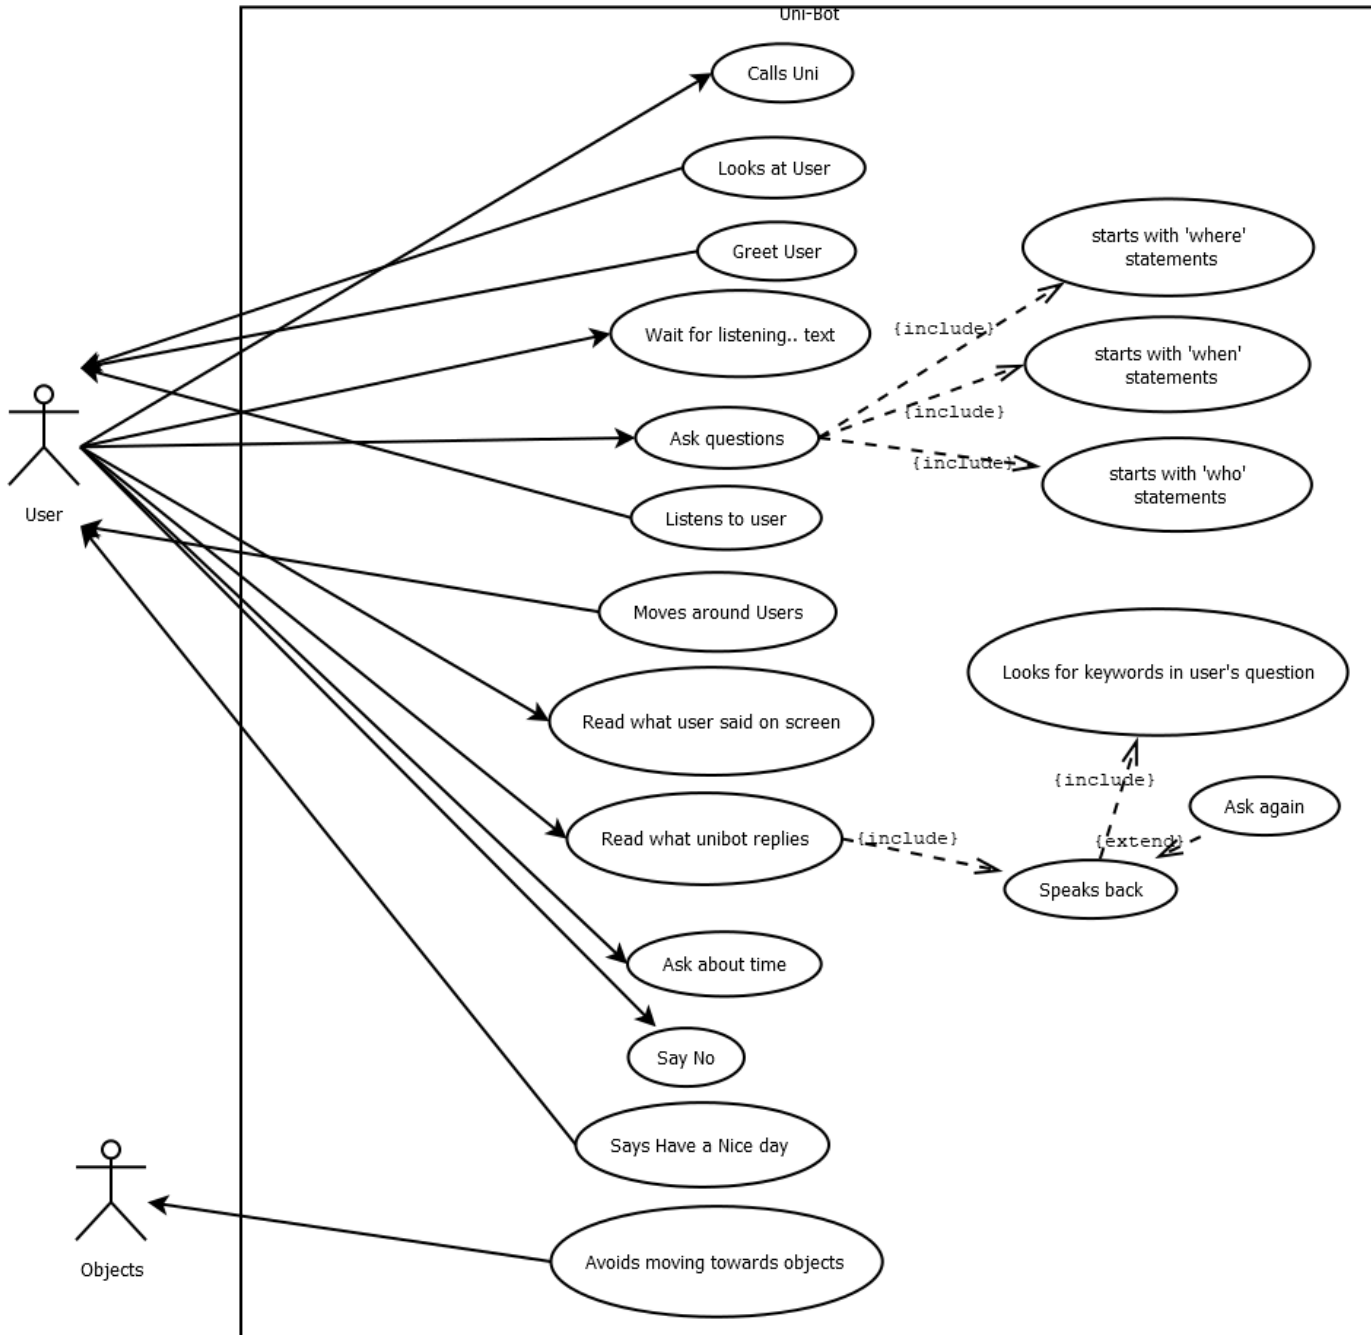 Uni-Bot
Calls Uni
Looks at User
Greet User
Wait for listening.. text
Ask questions
Listens to user
Moves around Users
Read what user said on screen
Read what unibot replies
Ask about time
Say No
Says Have a Nice day
Avoids moving towards objects
starts with 'where'
statements
{include}
starts with 'when'
statements
{include}
starts with 'who'
statements
{include}
Looks for keywords in user's question
{include}
Ask again
{extend}
{include}
Speaks back
User
Objects